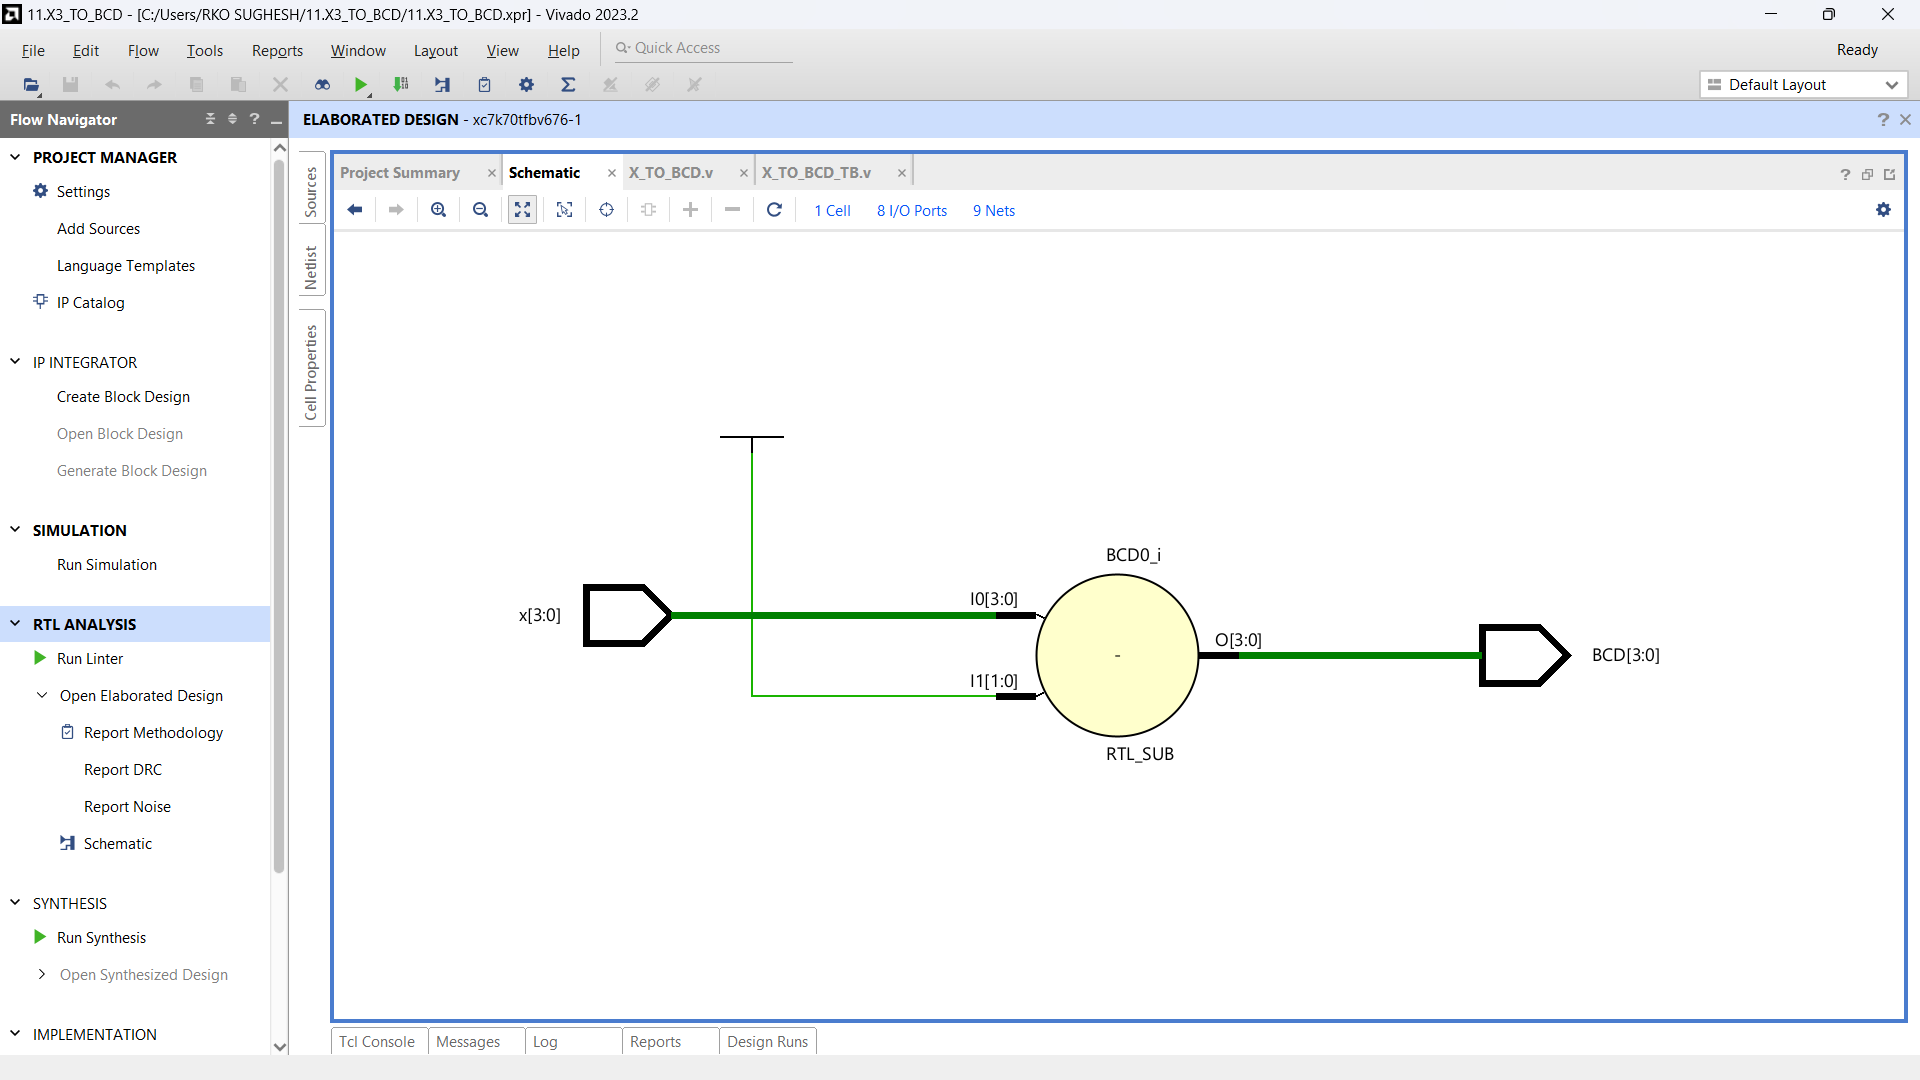 11.X3_TO_BCD - [C:/Users/RKO SUGHESH/11.X3_TO_BCD/11.X3_TO_BCD.xpr] - Vivado 2023.2
File Edit Flow Tools Reports Window Layout View Help Quick Access Ready
Default Layout
Flow Navigator
PROJECT MANAGER
Settings
Add Sources
Language Templates
IP Catalog
IP INTEGRATOR
Create Block Design
Open Block Design
Generate Block Design
SIMULATION
Run Simulation
RTL ANALYSIS
Run Linter
Open Elaborated Design
Report Methodology
Report DRC
Report Noise
Schematic
SYNTHESIS
Run Synthesis
Open Synthesized Design
IMPLEMENTATION
ELABORATED DESIGN - xc7k70tfbv676-1
Sources
Netlist
Cell Properties
Project Summary Schematic X_TO_BCD.v X_TO_BCD_TB.v
1 Cell 8 I/O Ports 9 Nets
BCD0_i
x[3:0]
I0[3:0]
I1[1:0]
-
O[3:0]
BCD[3:0]
RTL_SUB
Tcl Console Messages Log Reports Design Runs